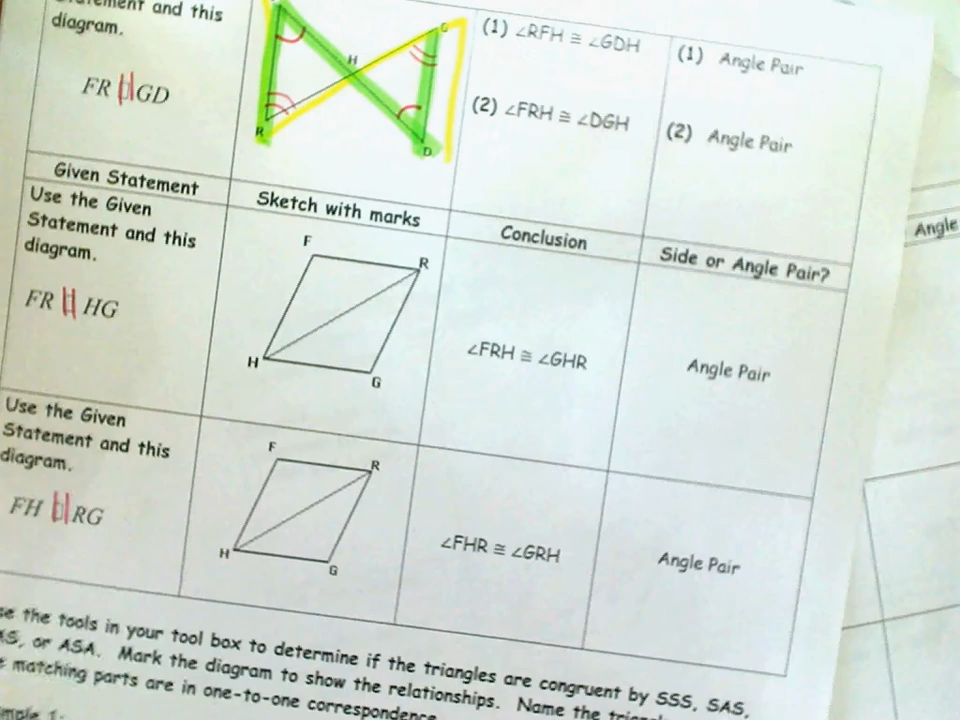 and this
diagram.
FR || GD
H
R
D
(1) ∠RFH ≅ ∠GDH
(2) ∠FRH ≅ ∠DGH
(1) Angle Pair
(2) Angle Pair
Given Statement
Sketch with marks
Conclusion
Side or Angle Pair?
Use the Given
Statement and this
diagram.
FR || HG
F
R
H
G
∠FRH ≅ ∠GHR
Angle Pair
Use the Given
Statement and this
diagram.
FH || RG
F
R
H
G
∠FHR ≅ ∠GRH
Angle Pair
the tools in your tool box to determine if the triangles are congruent by SSS, SAS,
or ASA. Mark the diagram to show the relationships. Name the
matching parts are in one-to-one correspondence
1:
Angle